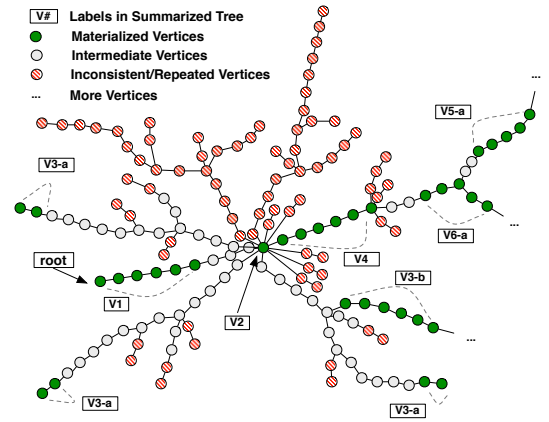 V# Labels in Summarized Tree
Materialized Vertices
Intermediate Vertices
Inconsistent/Repeated Vertices
... More Vertices
...
V5-a
V3-a
V6-a
...
root
V4
V3-b
V1
V2
...
V3-a
V3-a